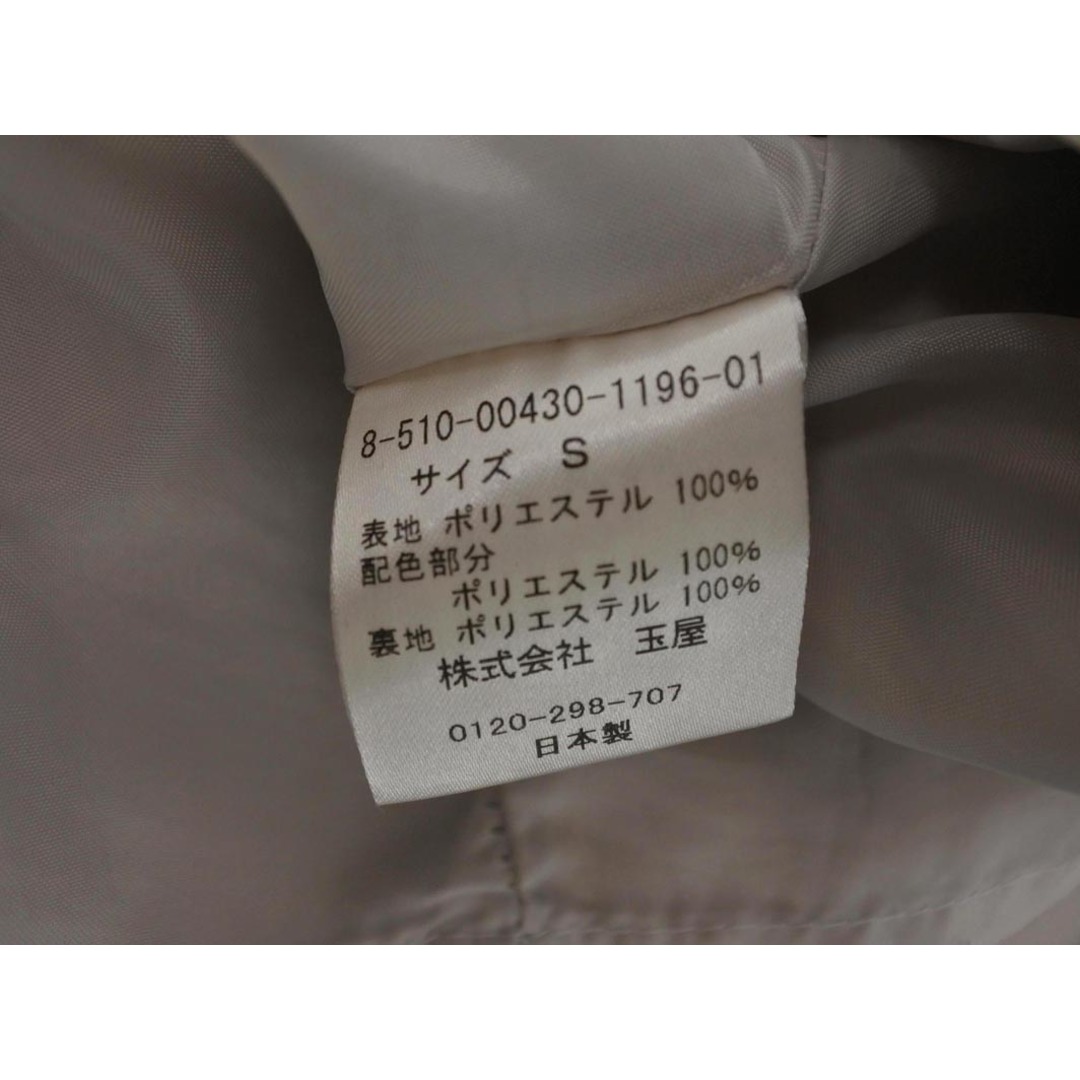 8-510-00430-1196-01
サイズ S
表地 ポリエステル 100%
配色部分
ポリエステル 100%
裏地 ポリエステル 100%
株式会社 玉屋
0120-298-707
日本製